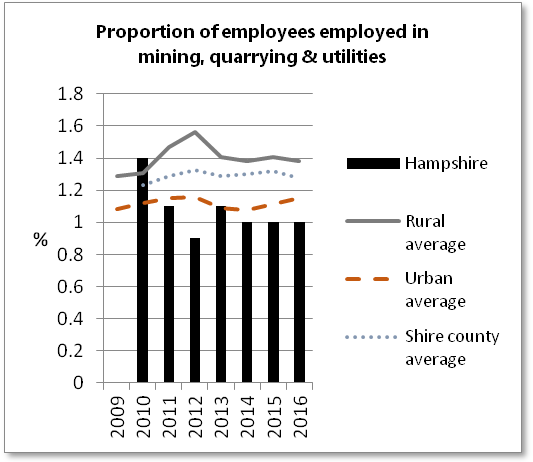 Proportion of employees employed in
mining, quarrying & utilities
1.8
1.6
1.4
1.2
1
0.8
0.6
0.4
0.2
0
%
2009
2010
2011
2012
2013
2014
2015
2016
Hampshire
Rural
average
Urban
average
Shire county
average